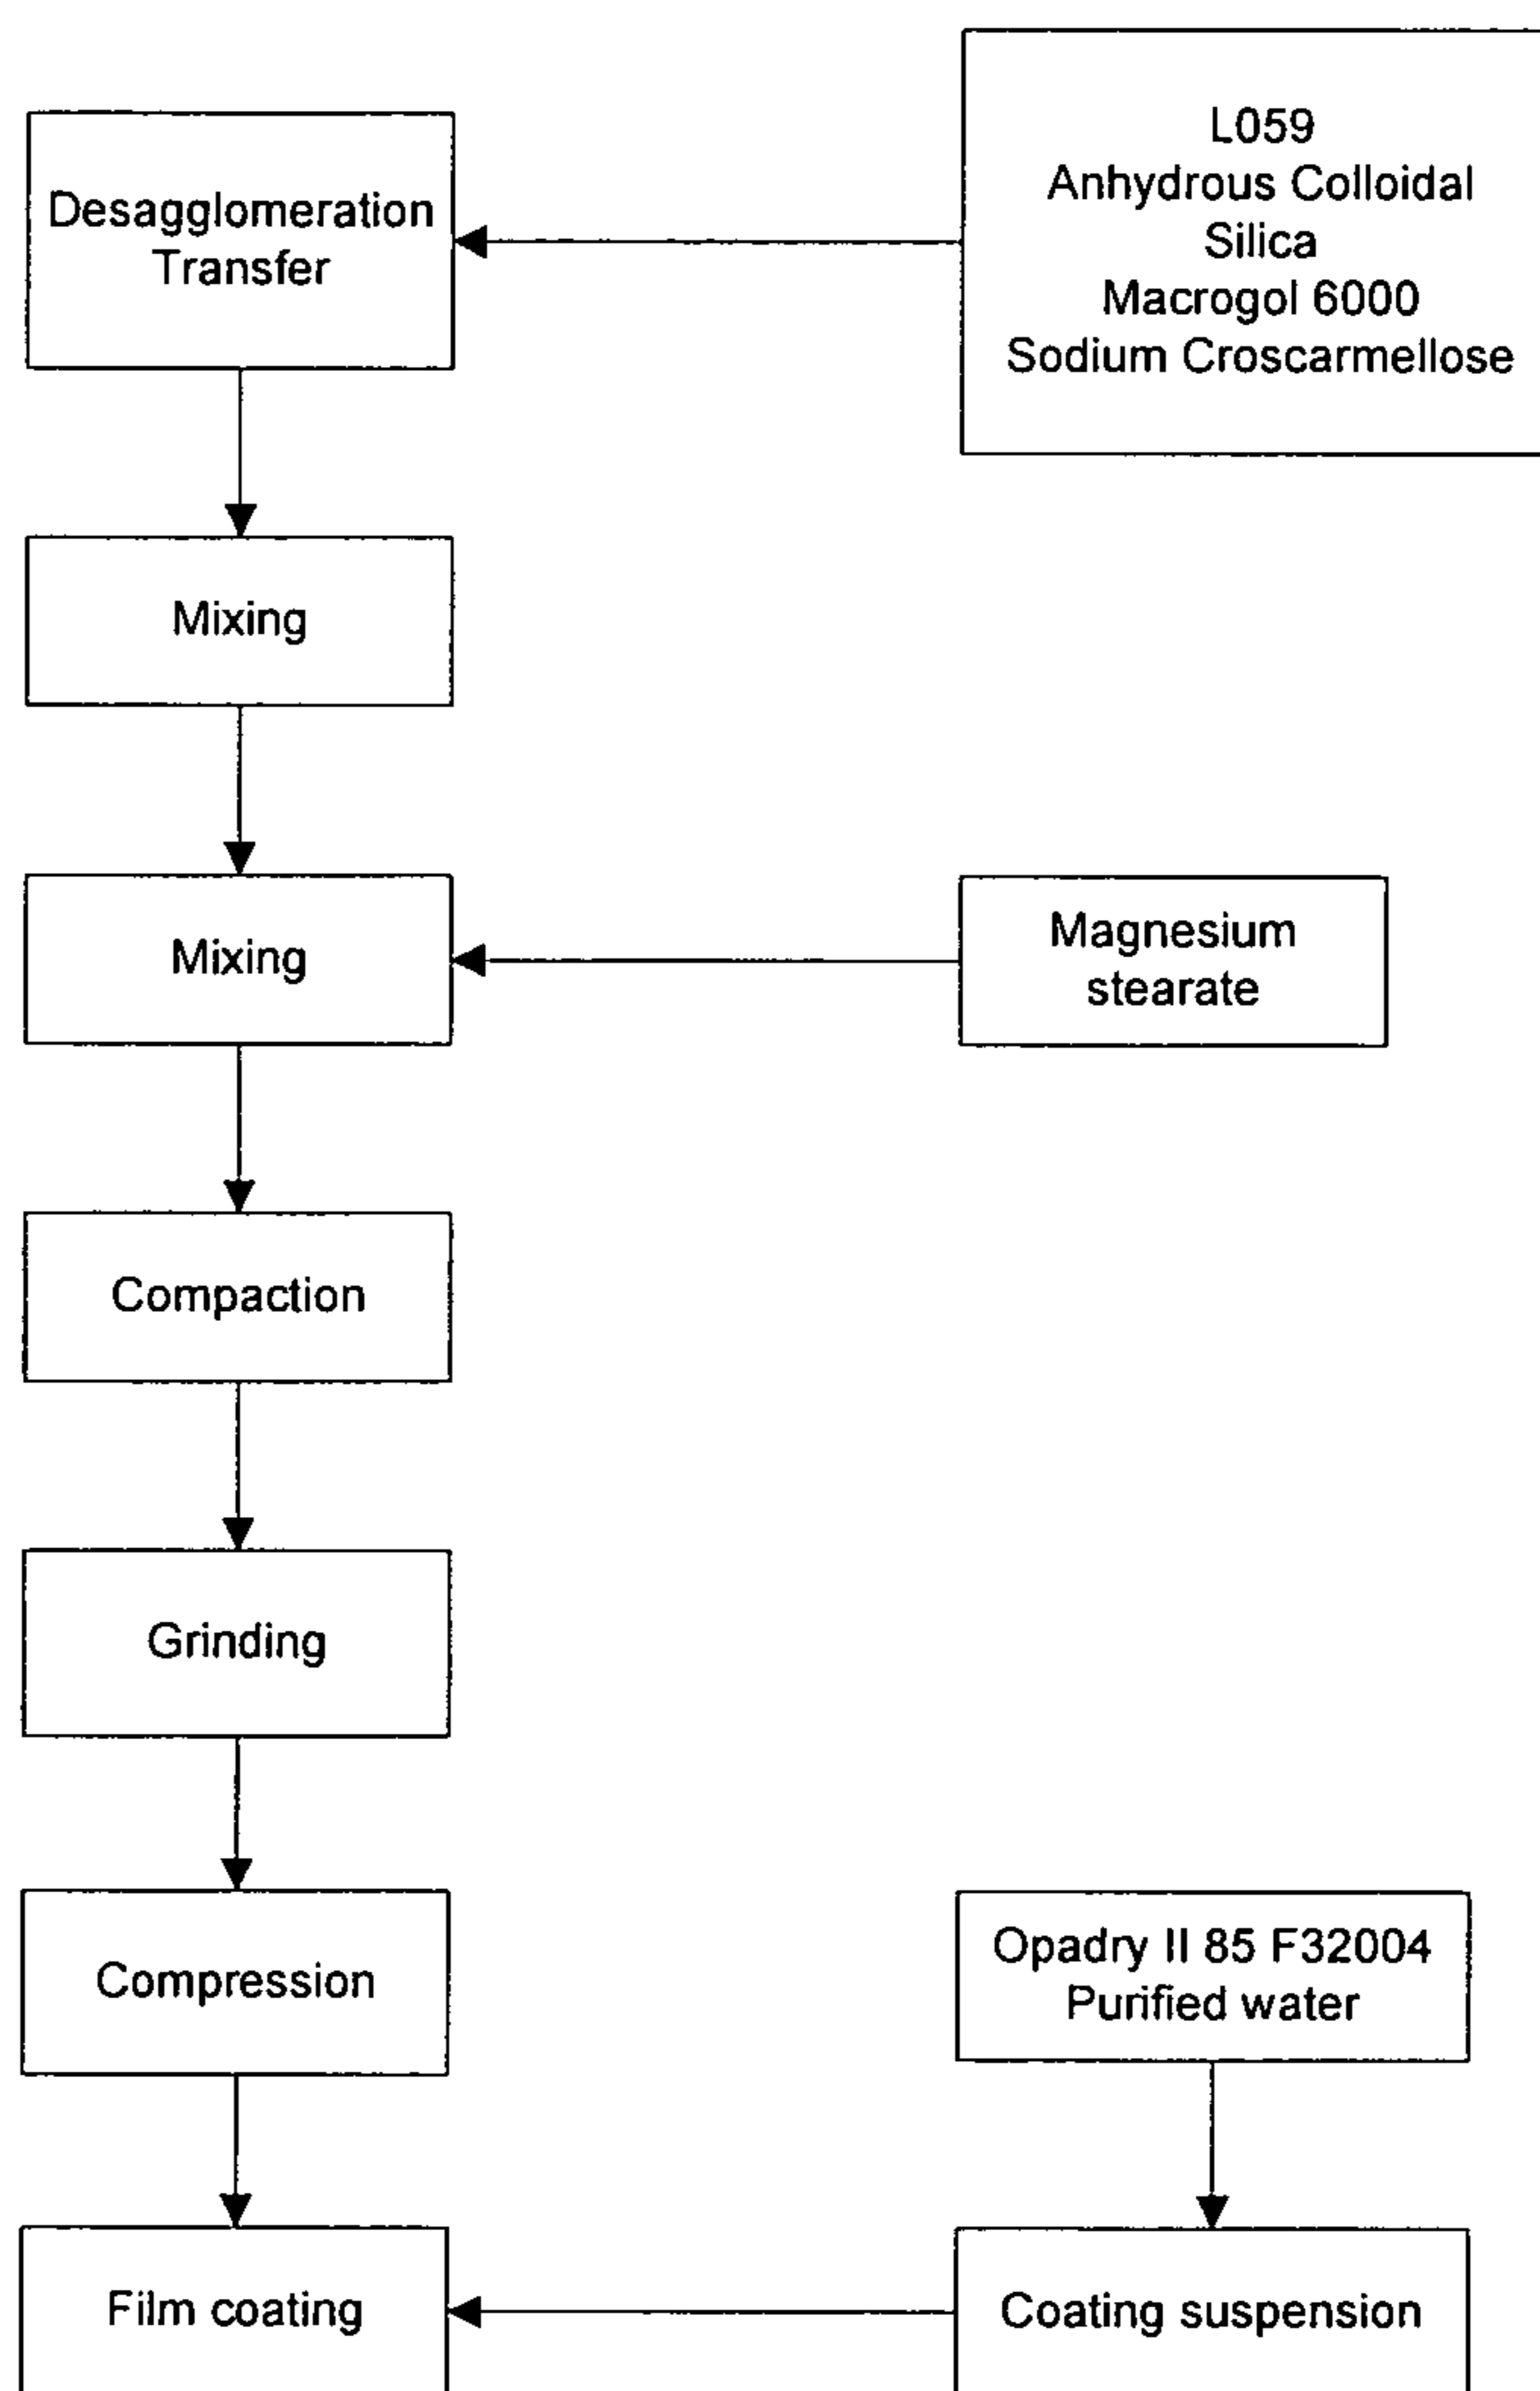 L059
Anhydrous Colloidal
Silica
Macrogol 6000
Sodium Croscarmellose
Desagglomeration
Transfer
Mixing
Mixing
Magnesium
stearate
Compaction
Grinding
Compression
Opadry II 85 F32004
Purified water
Film coating
Coating suspension